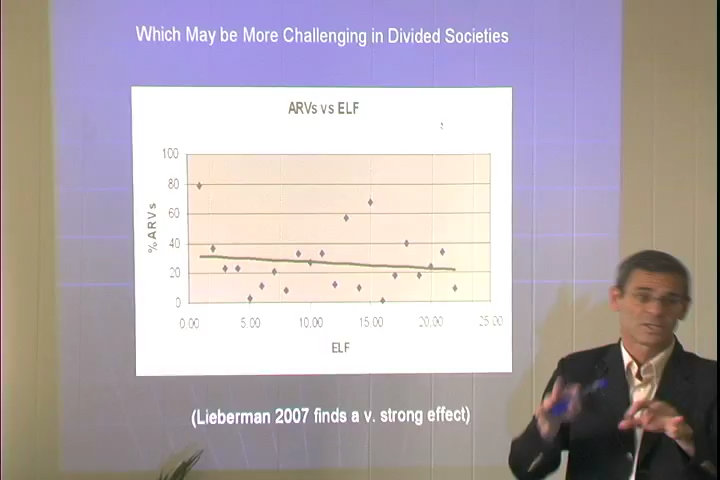 Which May be More Challenging in Divided Societies
ARVs vs ELF
100
80
60
40
20
0
%ARVs
0.00 5.00 10.00 15.00 20.00 25.00
ELF
(Lieberman 2007 finds a v. strong effect)